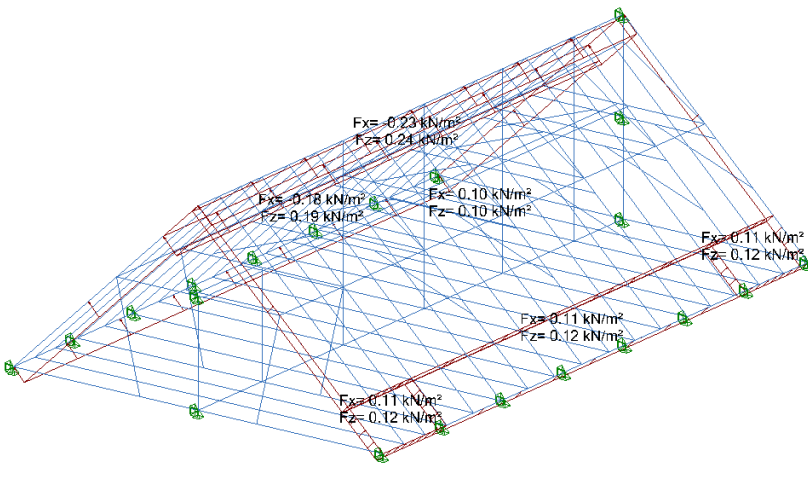 Fx= -0.23 kN/m²
Fz= 0.24 kN/m²
Fx= -0.18 kN/m²
Fz= 0.19 kN/m²
Fx= 0.10 kN/m²
Fz= 0.10 kN/m²
Fx= 0.11 kN/m²
Fz= 0.12 kN/m²
Fx= 0.11 kN/m²
Fz= 0.12 kN/m²
Fx= 0.11 kN/m²
Fz= 0.12 kN/m²